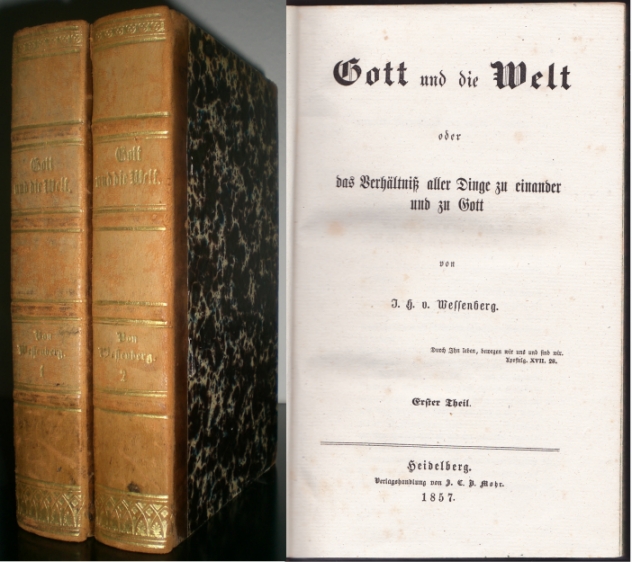 Gott
und die Welt.
Von
Wessenberg.
1
Gott
und die Welt.
Von
Wessenberg.
2
Gott und die Welt
oder
das Verhältniß aller Dinge zu einander
und zu Gott
von
J. H. v. Wessenberg.
Durch Ihn leben, bewegen wir uns und sind wir.
Apostlg. XVII. 28.
Erster Theil.
Heidelberg.
Verlagshandlung von J. C. B. Mohr.
1857.